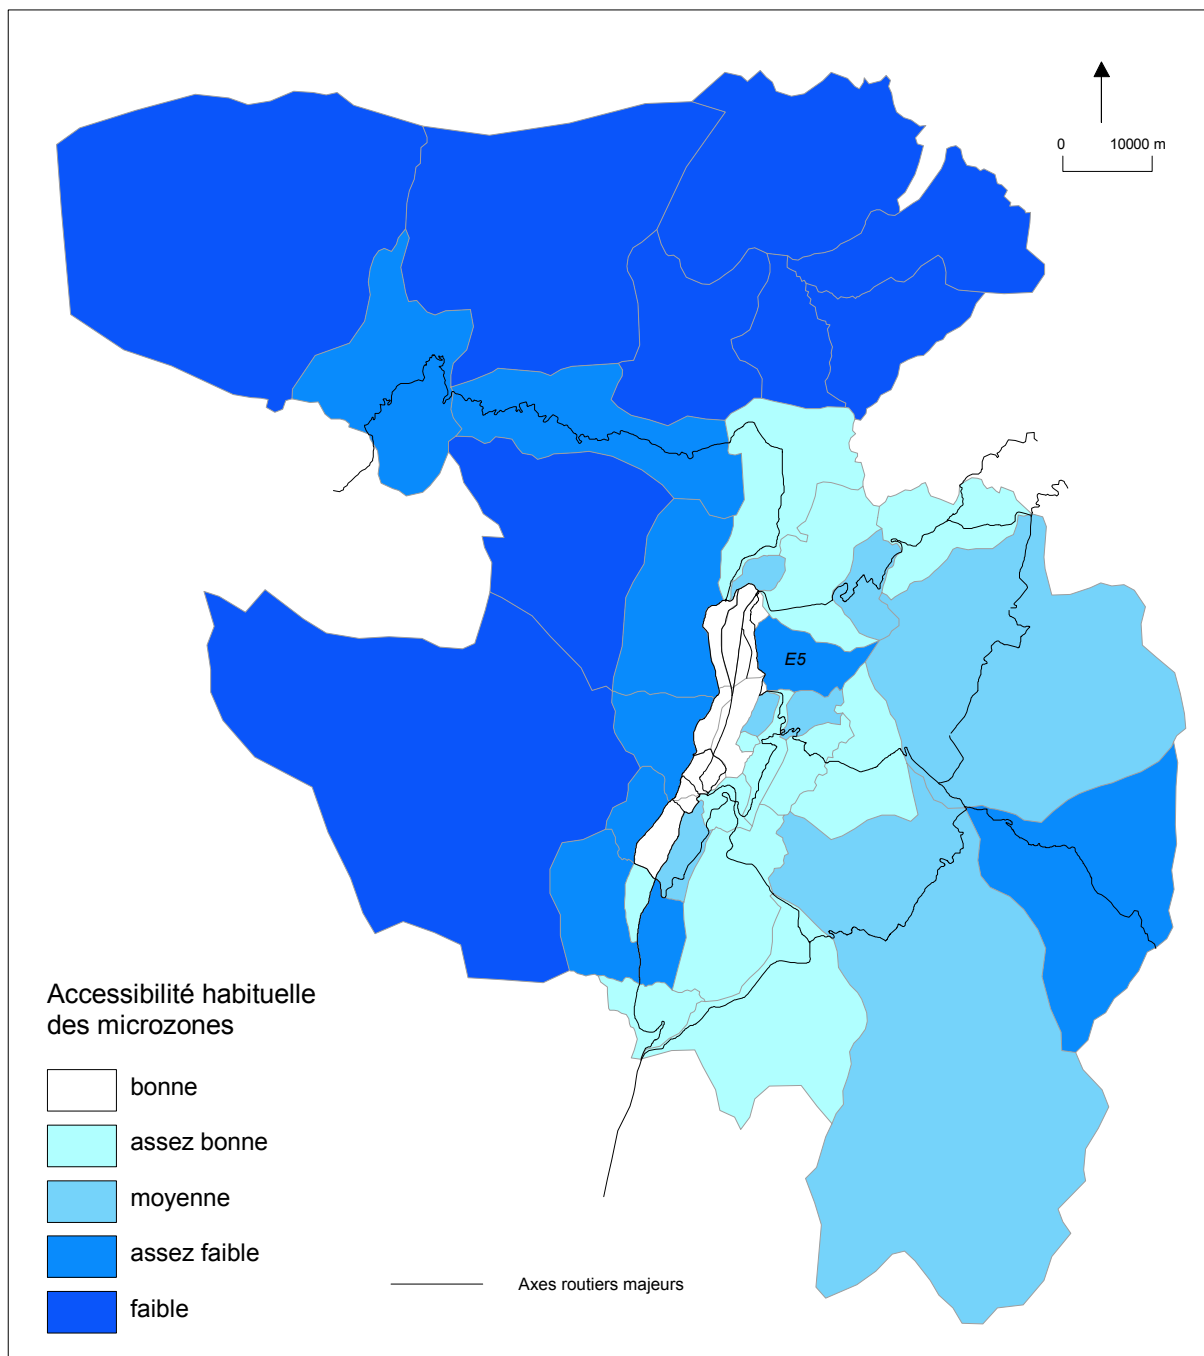 0 10000 m
E5
Accessibilité habituelle
des microzones
bonne
assez bonne
moyenne
assez faible
faible
Axes routiers majeurs